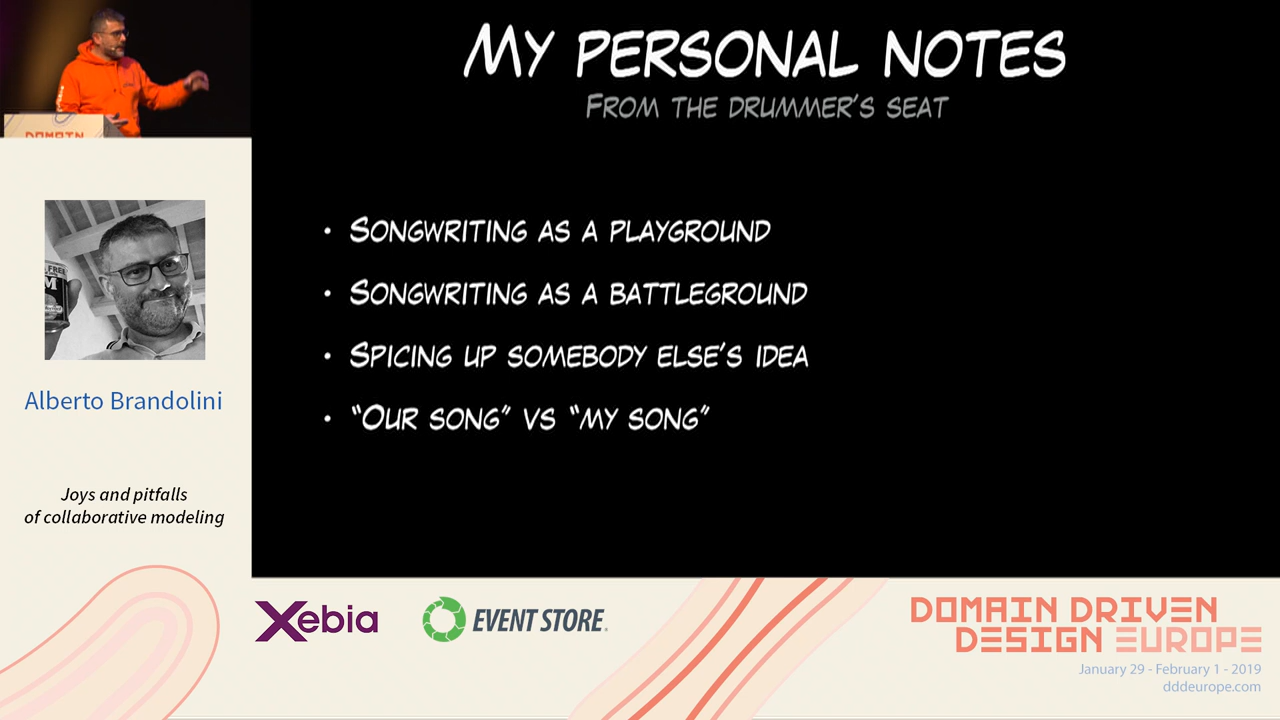 My personal notes
From the drummer's seat
• Songwriting as a playground
• Songwriting as a battleground
• Spicing up somebody else's idea
• "Our song" vs "my song"
DOMAIN
FREE
M
Alberto Brandolini
Joys and pitfalls
of collaborative modeling
Xebia
EVENT STORE
DOMAIN DRIVEN
DESIGN EUROPE
January 29 - February 1 - 2019
dddeurope.com